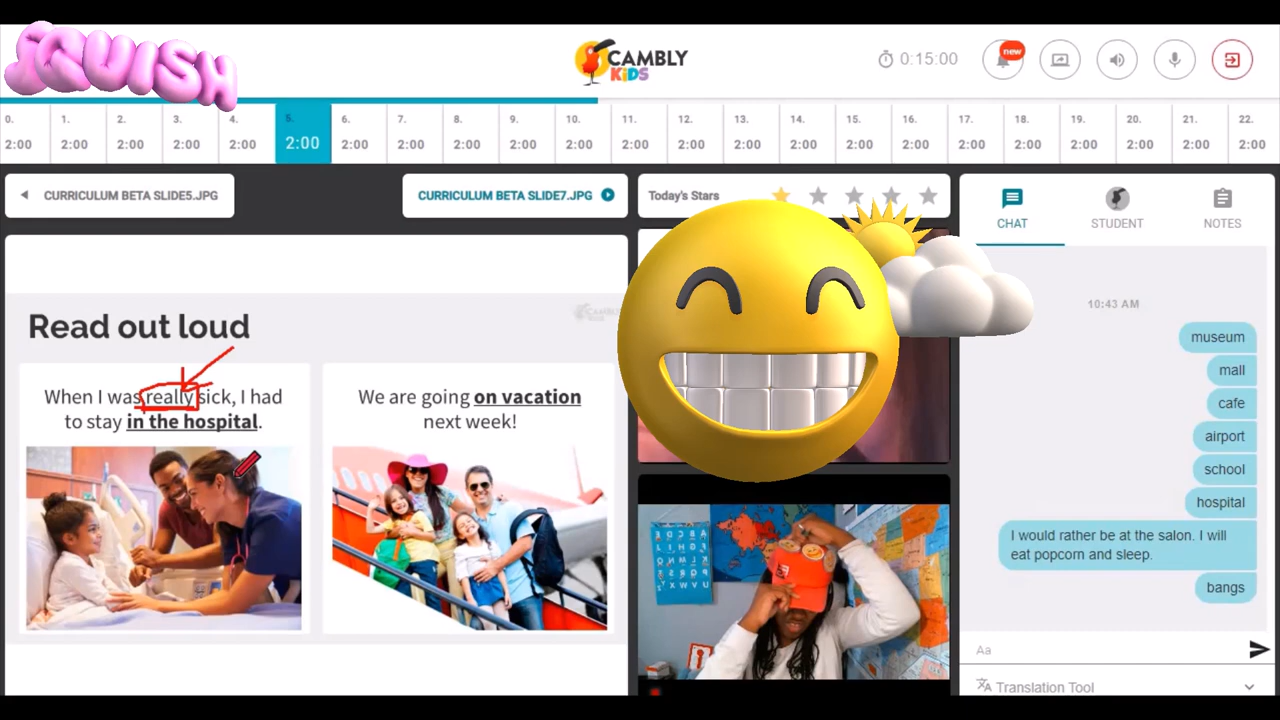 SQUISH
CAMBLY
KiDS
0:15:00
new
0. 1. 2. 3. 4. 5. 6. 7. 8. 9. 10. 11. 12. 13. 14. 15. 16. 17. 18. 19. 20. 21. 22.
2:00 2:00 2:00 2:00 2:00 2:00 2:00 2:00 2:00 2:00 2:00 2:00 2:00 2:00 2:00 2:00 2:00 2:00 2:00 2:00 2:00 2:00 2:00
CURRICULUM BETA SLIDE5.JPG
CURRICULUM BETA SLIDE7.JPG
Today's Stars
CHAT
STUDENT
NOTES
CAMBLY
Read out loud
When I was really sick, I had
to stay in the hospital.
We are going on vacation
next week!
10:43 AM
museum
mall
cafe
airport
school
hospital
I would rather be at the salon. I will
eat popcorn and sleep.
bangs
Aa
Translation Tool